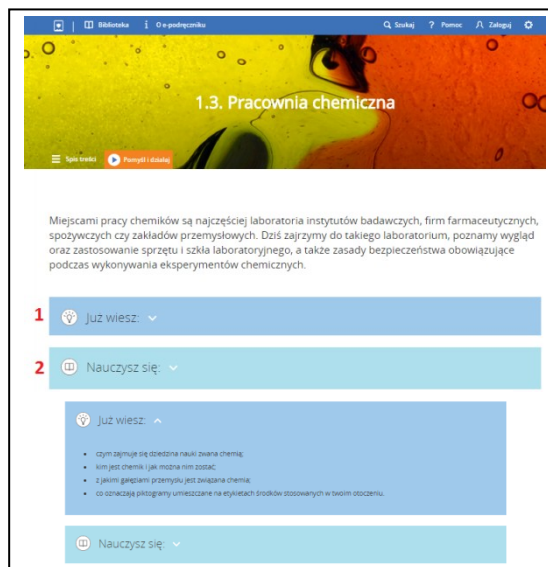 Biblioteka
O e-podręczniku
Szukaj
? Pomoc
Zaloguj
1.3. Pracownia chemiczna
Spis treści
Pomyśl i działaj
Miejscami pracy chemików są najczęściej laboratoria instytutów badawczych, firm farmaceutycznych,
spożywczych czy zakładów przemysłowych. Dziś zajrzymy do takiego laboratorium, poznamy wygląd
oraz zastosowanie sprzętu i szkła laboratoryjnego, a także zasady bezpieczeństwa obowiązujące
podczas wykonywania eksperymentów chemicznych.
1 Już wiesz:
2 Nauczysz się:
Już wiesz:
• czym zajmuje się dziedzina nauki zwana chemią;
• kim jest chemik i jak można nim zostać;
• z jakimi gałęziami przemysłu jest związana chemia;
• co oznaczają piktogramy umieszczane na etykietach środków stosowanych w twoim otoczeniu.
Nauczysz się: